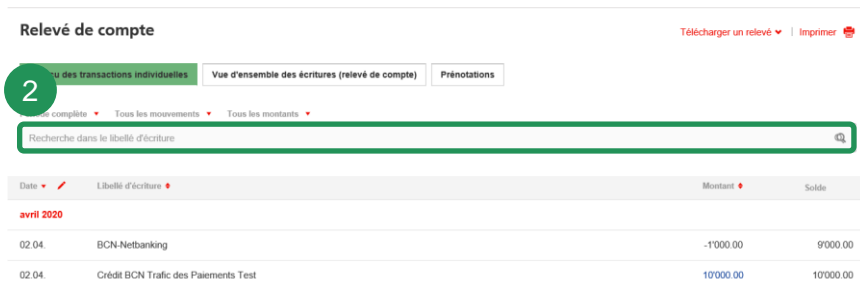 Relevé de compte
Télécharger un relevé | Imprimer
des transactions individuelles Vue d'ensemble des écritures (relevé de compte) Prénotations
2
complète Tous les mouvements Tous les montants
Recherche dans le libellé d'écriture
Date Libellé d'écriture Montant Solde
avril 2020
02.04. BCN-Netbanking -1'000.00 9'000.00
02.04. Crédit BCN Trafic des Paiements Test 10'000.00 10'000.00